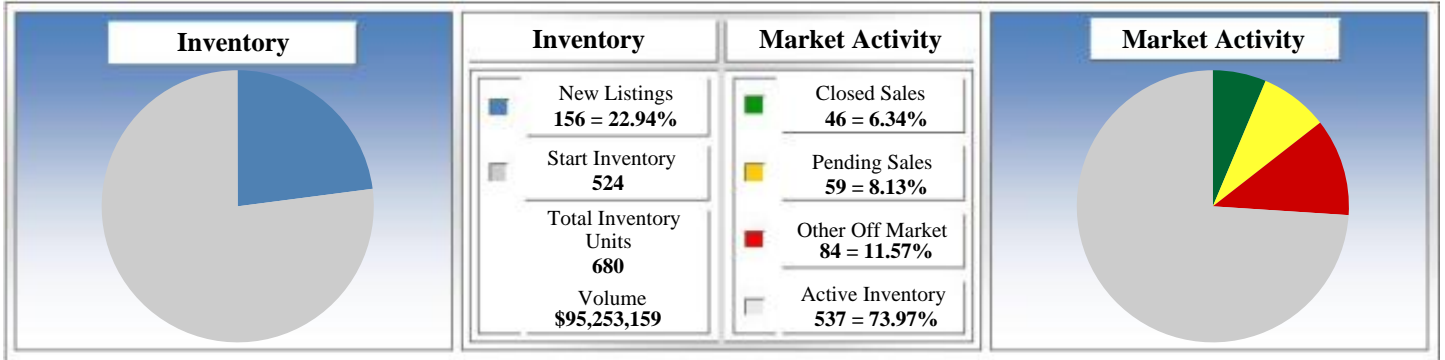 Inventory
Inventory
New Listings
156 = 22.94%
Start Inventory
524
Total Inventory
Units
680
Volume
$95,253,159
Market Activity
Closed Sales
46 = 6.34%
Pending Sales
59 = 8.13%
Other Off Market
84 = 11.57%
Active Inventory
537 = 73.97%
Market Activity